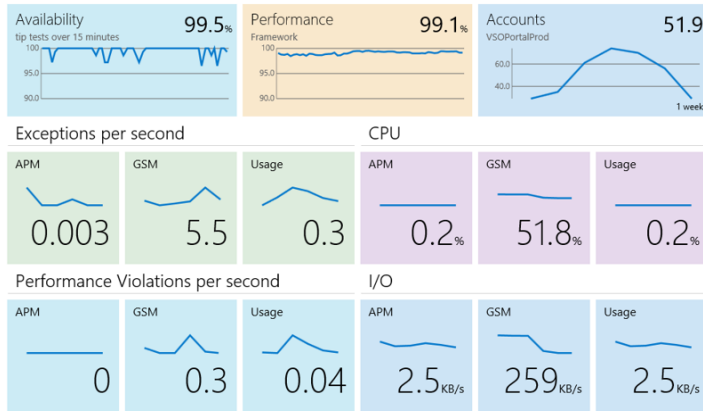 Availability
99.5%
tip tests over 15 minutes
100
95.0
90.0
Performance
99.1%
Framework
100
95.0
90.0
Accounts
51.9
VSOPortalProd
60.0
40.0
1 week
Exceptions per second
APM
0.003
GSM
5.5
Usage
0.3
CPU
APM
0.2%
GSM
51.8%
Usage
0.2%
Performance Violations per second
APM
0
GSM
0.3
Usage
0.04
I/O
APM
2.5KB/s
GSM
259KB/s
Usage
2.5KB/s